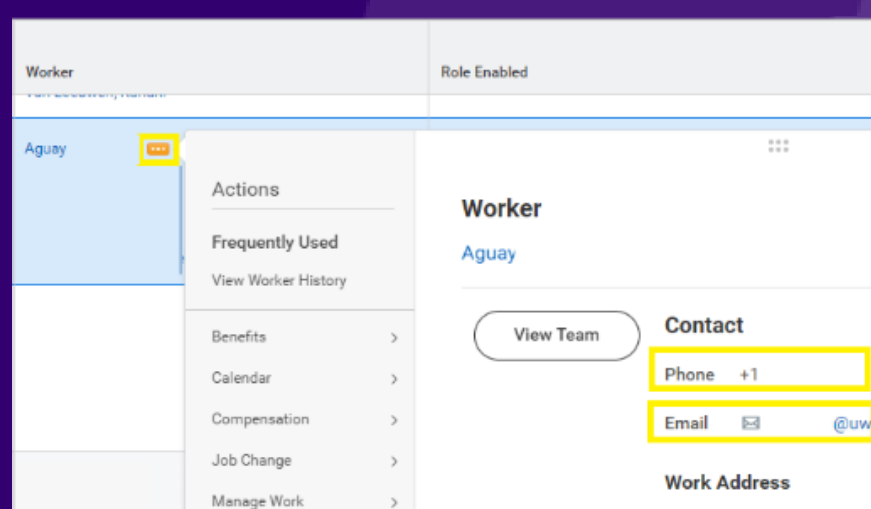 Worker
Role Enabled
Aguay
Actions
Frequently Used
View Worker History
Benefits
Calendar
Compensation
Job Change
Manage Work
Worker
Aguay
View Team
Contact
Phone +1
Email @uw
Work Address